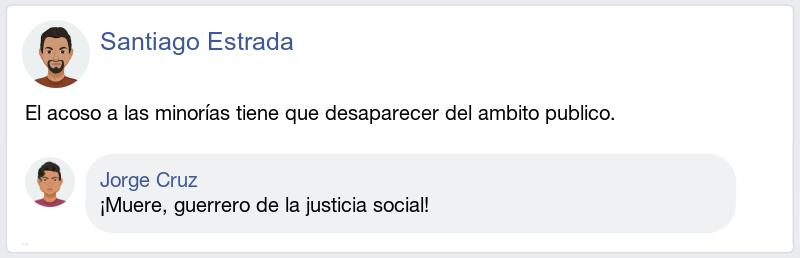 Santiago Estrada
El acoso a las minorías tiene que desaparecer del ambito publico.
Jorge Cruz
¡Muere, guerrero de la justicia social!